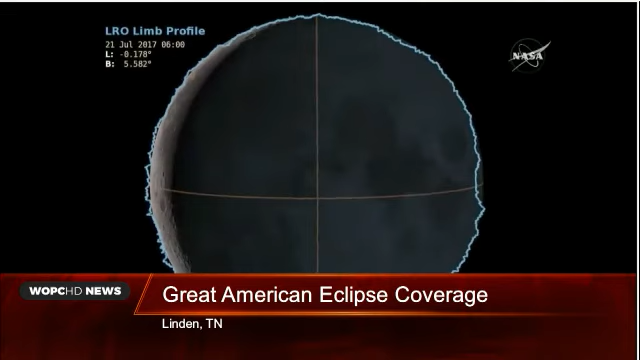 LRO Limb Profile
21 Jul 2017 06:00
L: -0.178°
B: 5.582°
NASA
WOPCHD NEWS
Great American Eclipse Coverage
Linden, TN